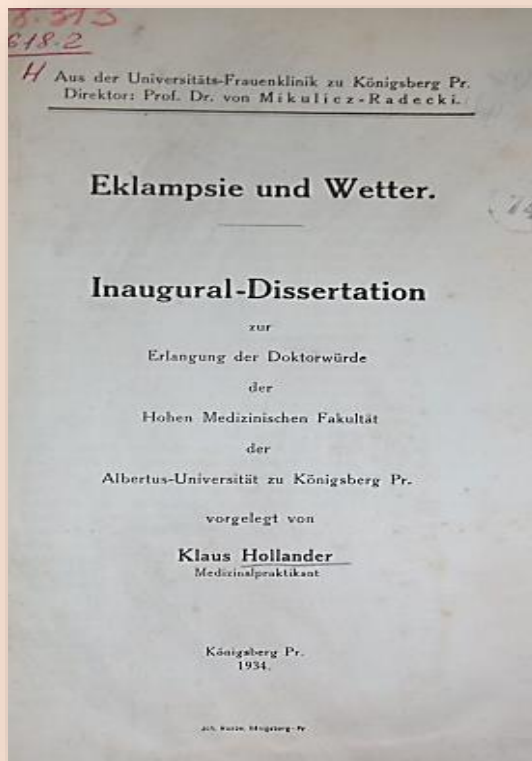 618-2
H
Aus der Universitäts-Frauenklinik zu Königsberg Pr.
Direktor: Prof. Dr. von Mikulicz-Radecki.
Eklampsie und Wetter.
Inaugural-Dissertation
zur
Erlangung der Doktorwürde
der
Hohen Medizinischen Fakultät
der
Albertus-Universität zu Königsberg Pr.
vorgelegt von
Klaus Hollander
Medizinalpraktikant
Königsberg Pr.
1934.
Königsberg-Pr